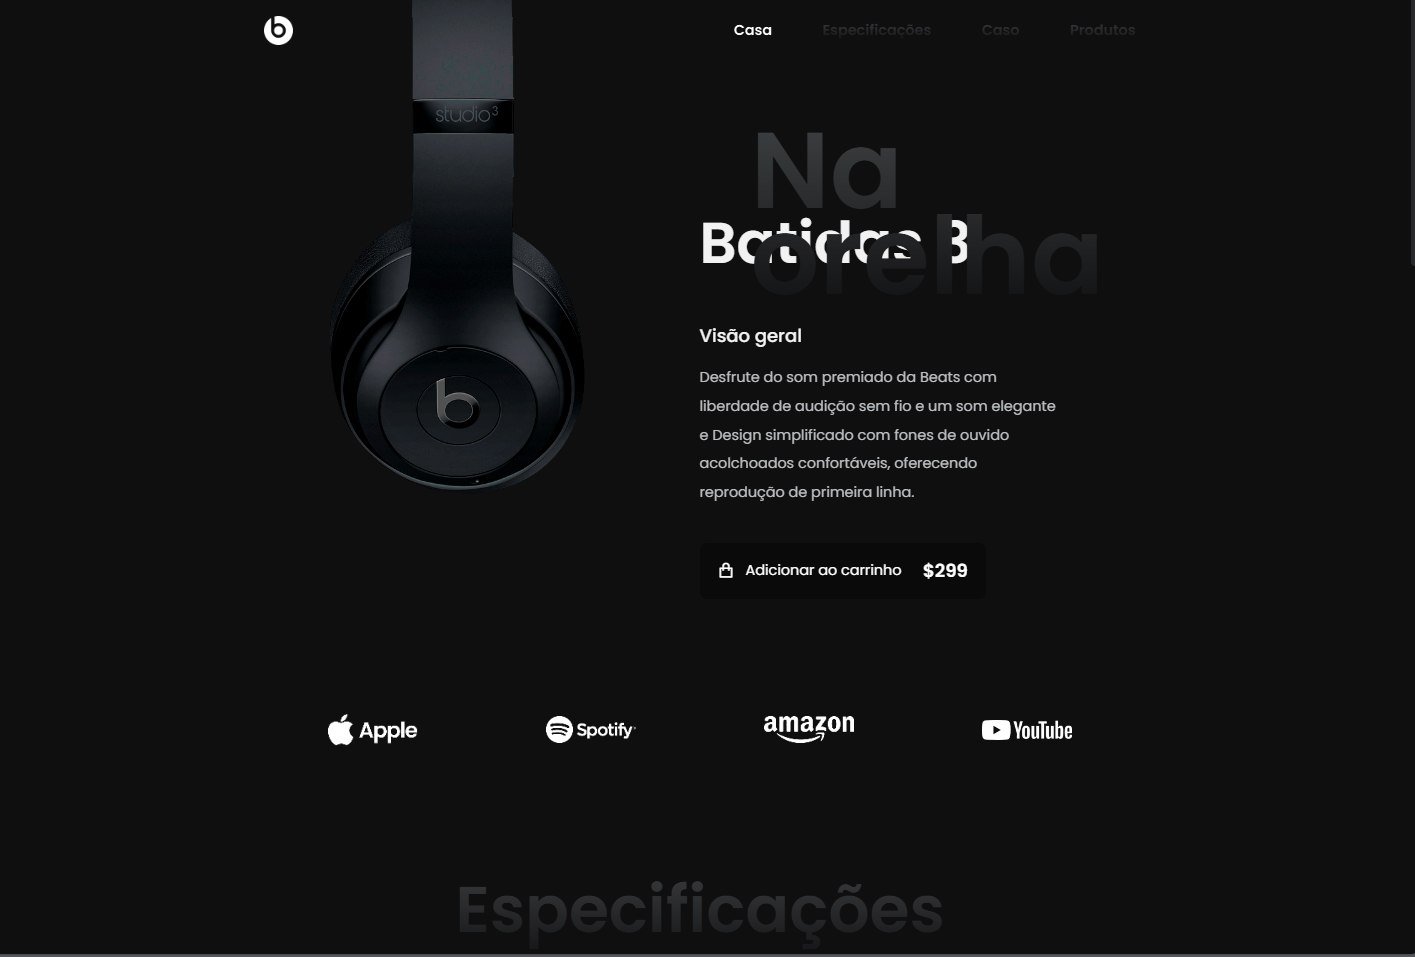 Casa Especificações Caso Produtos
studio3
Na
orelha
Batidas 3
Visão geral
Desfrute do som premiado da Beats com
liberdade de audição sem fio e um som elegante
e Design simplificado com fones de ouvido
acolchoados confortáveis, oferecendo
reprodução de primeira linha.
Adicionar ao carrinho $299
Apple Spotify amazon YouTube
Especificações